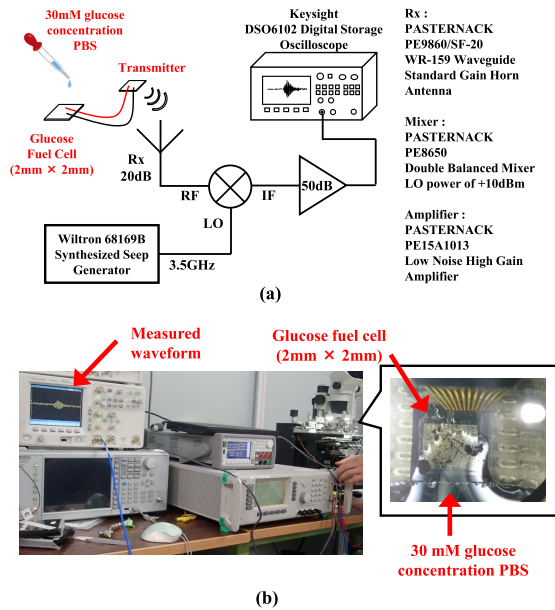 30mM glucose
concentration
PBS
Transmitter
Glucose
Fuel Cell
(2mm × 2mm)
Keysight
DSO6102 Digital Storage
Oscilloscope
Rx
20dB
RF
LO
IF
50dB
Wiltron 68169B
Synthesized Seep
Generator
3.5GHz
Rx :
PASTERNACK
PE9860/SF-20
WR-159 Waveguide
Standard Gain Horn
Antenna
Mixer :
PASTERNACK
PE8650
Double Balanced Mixer
LO power of +10dBm
Amplifier :
PASTERNACK
PE15A1013
Low Noise High Gain
Amplifier
(a)
Measured
waveform
Glucose fuel cell
(2mm × 2mm)
30 mM glucose
concentration PBS
(b)